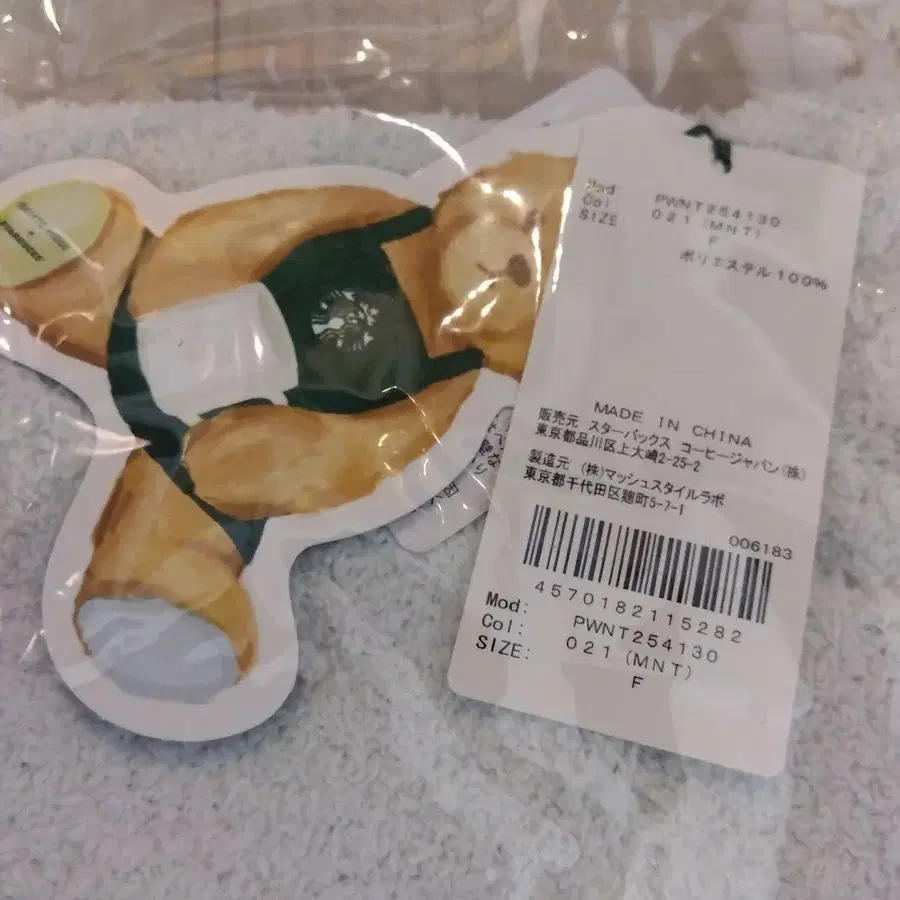 Mod
Col:
SIZE
PWNT254130
021 (MNT)
F
ポリエステル100%
MADE IN CHINA
販売元 スターバックス コーヒージャパン(株)
東京都品川区上大崎2-25-2
製造元 (株)マッシュスタイルラボ
東京都千代田区麹町5-7-1
006183
4570182115282
Mod: PWNT254130
Col: 021 (MNT)
SIZE: F